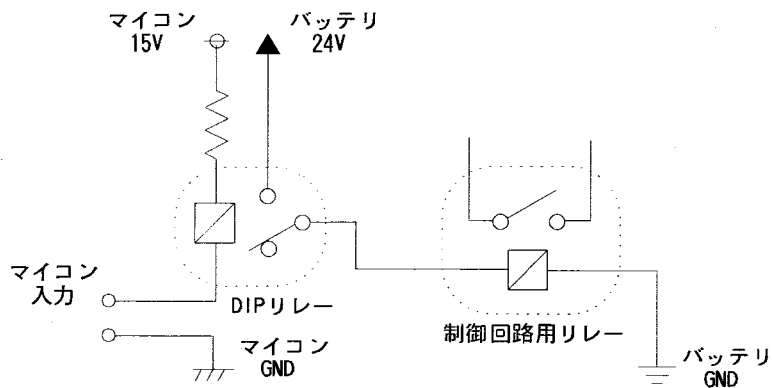 マイコン
15V
バッテリ
24V
マイコン
入力
DIPリレー
マイコン
GND
制御回路用リレー
バッテリ
GND